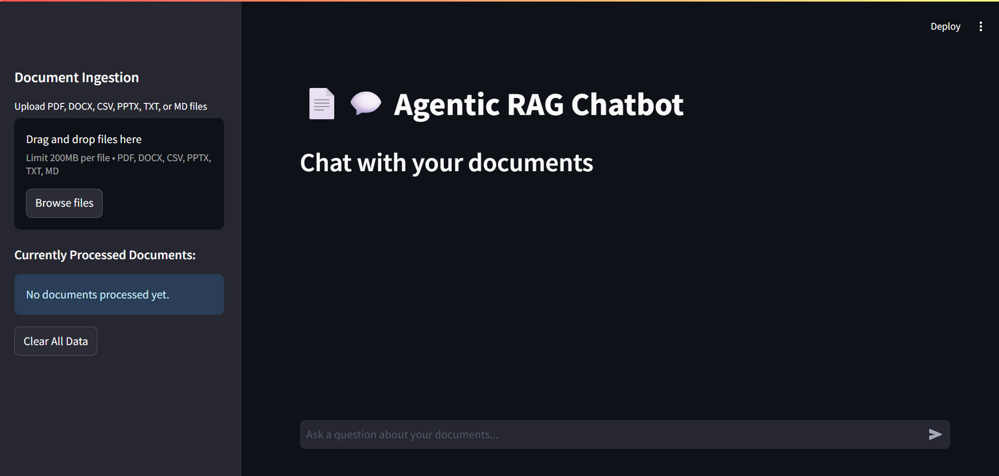 Deploy
Document Ingestion
Upload PDF, DOCX, CSV, PPTX, TXT, or MD files
Drag and drop files here
Limit 200MB per file • PDF, DOCX, CSV, PPTX,
TXT, MD
Browse files
Currently Processed Documents:
No documents processed yet.
Clear All Data
Agentic RAG Chatbot
Chat with your documents
Ask a question about your documents...